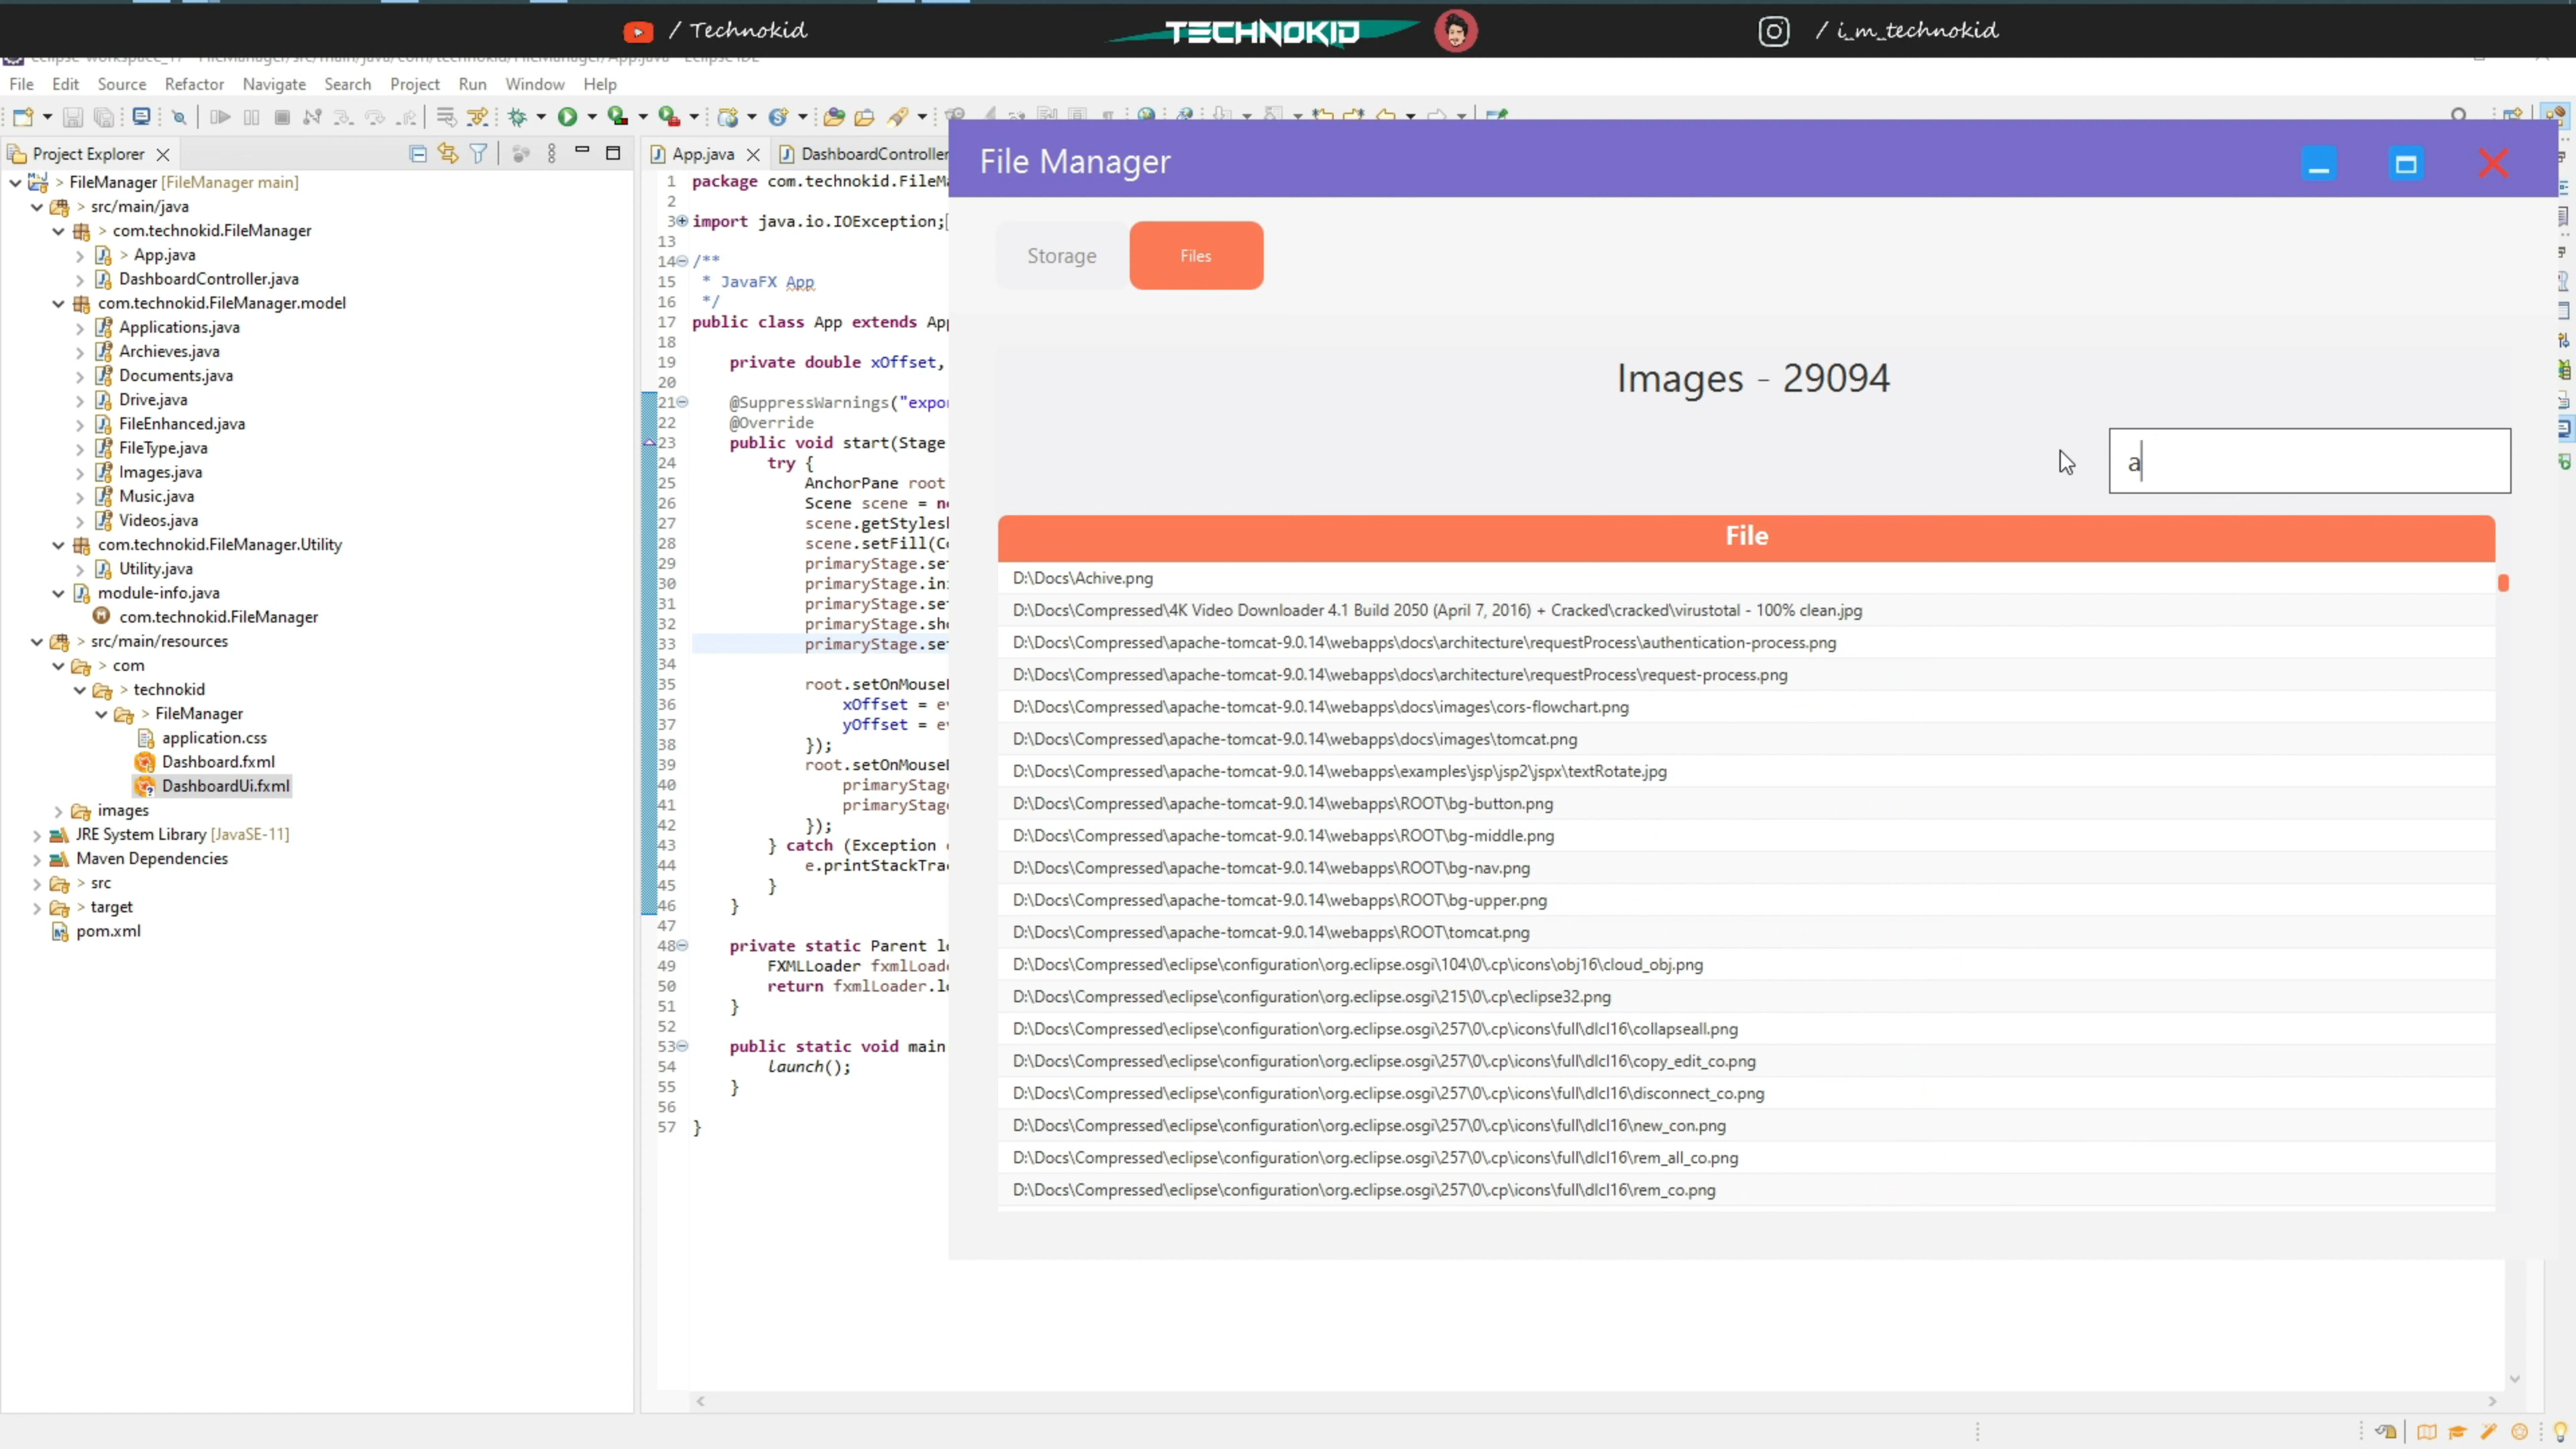 / Technokid
TECHNOKID
/ i_m_technokid
File Edit Source Refactor Navigate Search Project Run Window Help
Project Explorer
> FileManager [FileManager main]
> src/main/java
> com.technokid.FileManager
> App.java
DashboardController.java
com.technokid.FileManager.model
Applications.java
Archieves.java
Documents.java
Drive.java
FileEnhanced.java
FileType.java
Images.java
Music.java
Videos.java
com.technokid.FileManager.Utility
Utility.java
module-info.java
com.technokid.FileManager
> src/main/resources
> com
> technokid
> FileManager
application.css
Dashboard.fxml
DashboardUi.fxml
images
JRE System Library [JavaSE-11]
Maven Dependencies
> src
> target
pom.xml
App.java
DashboardController
1 package com.technokid.FileMa
2
3 import java.io.IOException;
13
14 /**
15 * JavaFX App
16 */
17 public class App extends App
18
19 private double xOffset,
20
21 @SuppressWarnings("expor
22 @Override
23 public void start(Stage
24 try {
25 AnchorPane root
26 Scene scene = ne
27 scene.getStylesh
28 scene.setFill(Co
29 primaryStage.set
30 primaryStage.ini
31 primaryStage.set
32 primaryStage.sho
33 primaryStage.set
34
35 root.setOnMouseP
36 xOffset = ev
37 yOffset = ev
38 });
39 root.setOnMouseD
40 primaryStage
41 primaryStage
42 });
43 } catch (Exception e
44 e.printStackTrac
45 }
46 }
47
48 private static Parent lo
49 FXMLLoader fxmlLoade
50 return fxmlLoader.lo
51 }
52
53 public static void main
54 launch();
55 }
56
57 }
File Manager
Storage
Files
Images - 29094
a
File
D:\Docs\Achive.png
D:\Docs\Compressed\4K Video Downloader 4.1 Build 2050 (April 7, 2016) + Cracked\cracked\virustotal - 100% clean.jpg
D:\Docs\Compressed\apache-tomcat-9.0.14\webapps\docs\architecture\requestProcess\authentication-process.png
D:\Docs\Compressed\apache-tomcat-9.0.14\webapps\docs\architecture\requestProcess\request-process.png
D:\Docs\Compressed\apache-tomcat-9.0.14\webapps\docs\images\cors-flowchart.png
D:\Docs\Compressed\apache-tomcat-9.0.14\webapps\docs\images\tomcat.png
D:\Docs\Compressed\apache-tomcat-9.0.14\webapps\examples\jsp\jsp2\jspx\textRotate.jpg
D:\Docs\Compressed\apache-tomcat-9.0.14\webapps\ROOT\bg-button.png
D:\Docs\Compressed\apache-tomcat-9.0.14\webapps\ROOT\bg-middle.png
D:\Docs\Compressed\apache-tomcat-9.0.14\webapps\ROOT\bg-nav.png
D:\Docs\Compressed\apache-tomcat-9.0.14\webapps\ROOT\bg-upper.png
D:\Docs\Compressed\apache-tomcat-9.0.14\webapps\ROOT\tomcat.png
D:\Docs\Compressed\eclipse\configuration\org.eclipse.osgi\104\0\.cp\icons\obj16\cloud_obj.png
D:\Docs\Compressed\eclipse\configuration\org.eclipse.osgi\215\0\.cp\eclipse32.png
D:\Docs\Compressed\eclipse\configuration\org.eclipse.osgi\257\0\.cp\icons\full\dlcl16\collapseall.png
D:\Docs\Compressed\eclipse\configuration\org.eclipse.osgi\257\0\.cp\icons\full\dlcl16\copy_edit_co.png
D:\Docs\Compressed\eclipse\configuration\org.eclipse.osgi\257\0\.cp\icons\full\dlcl16\disconnect_co.png
D:\Docs\Compressed\eclipse\configuration\org.eclipse.osgi\257\0\.cp\icons\full\dlcl16\new_con.png
D:\Docs\Compressed\eclipse\configuration\org.eclipse.osgi\257\0\.cp\icons\full\dlcl16\rem_all_co.png
D:\Docs\Compressed\eclipse\configuration\org.eclipse.osgi\257\0\.cp\icons\full\dlcl16\rem_co.png